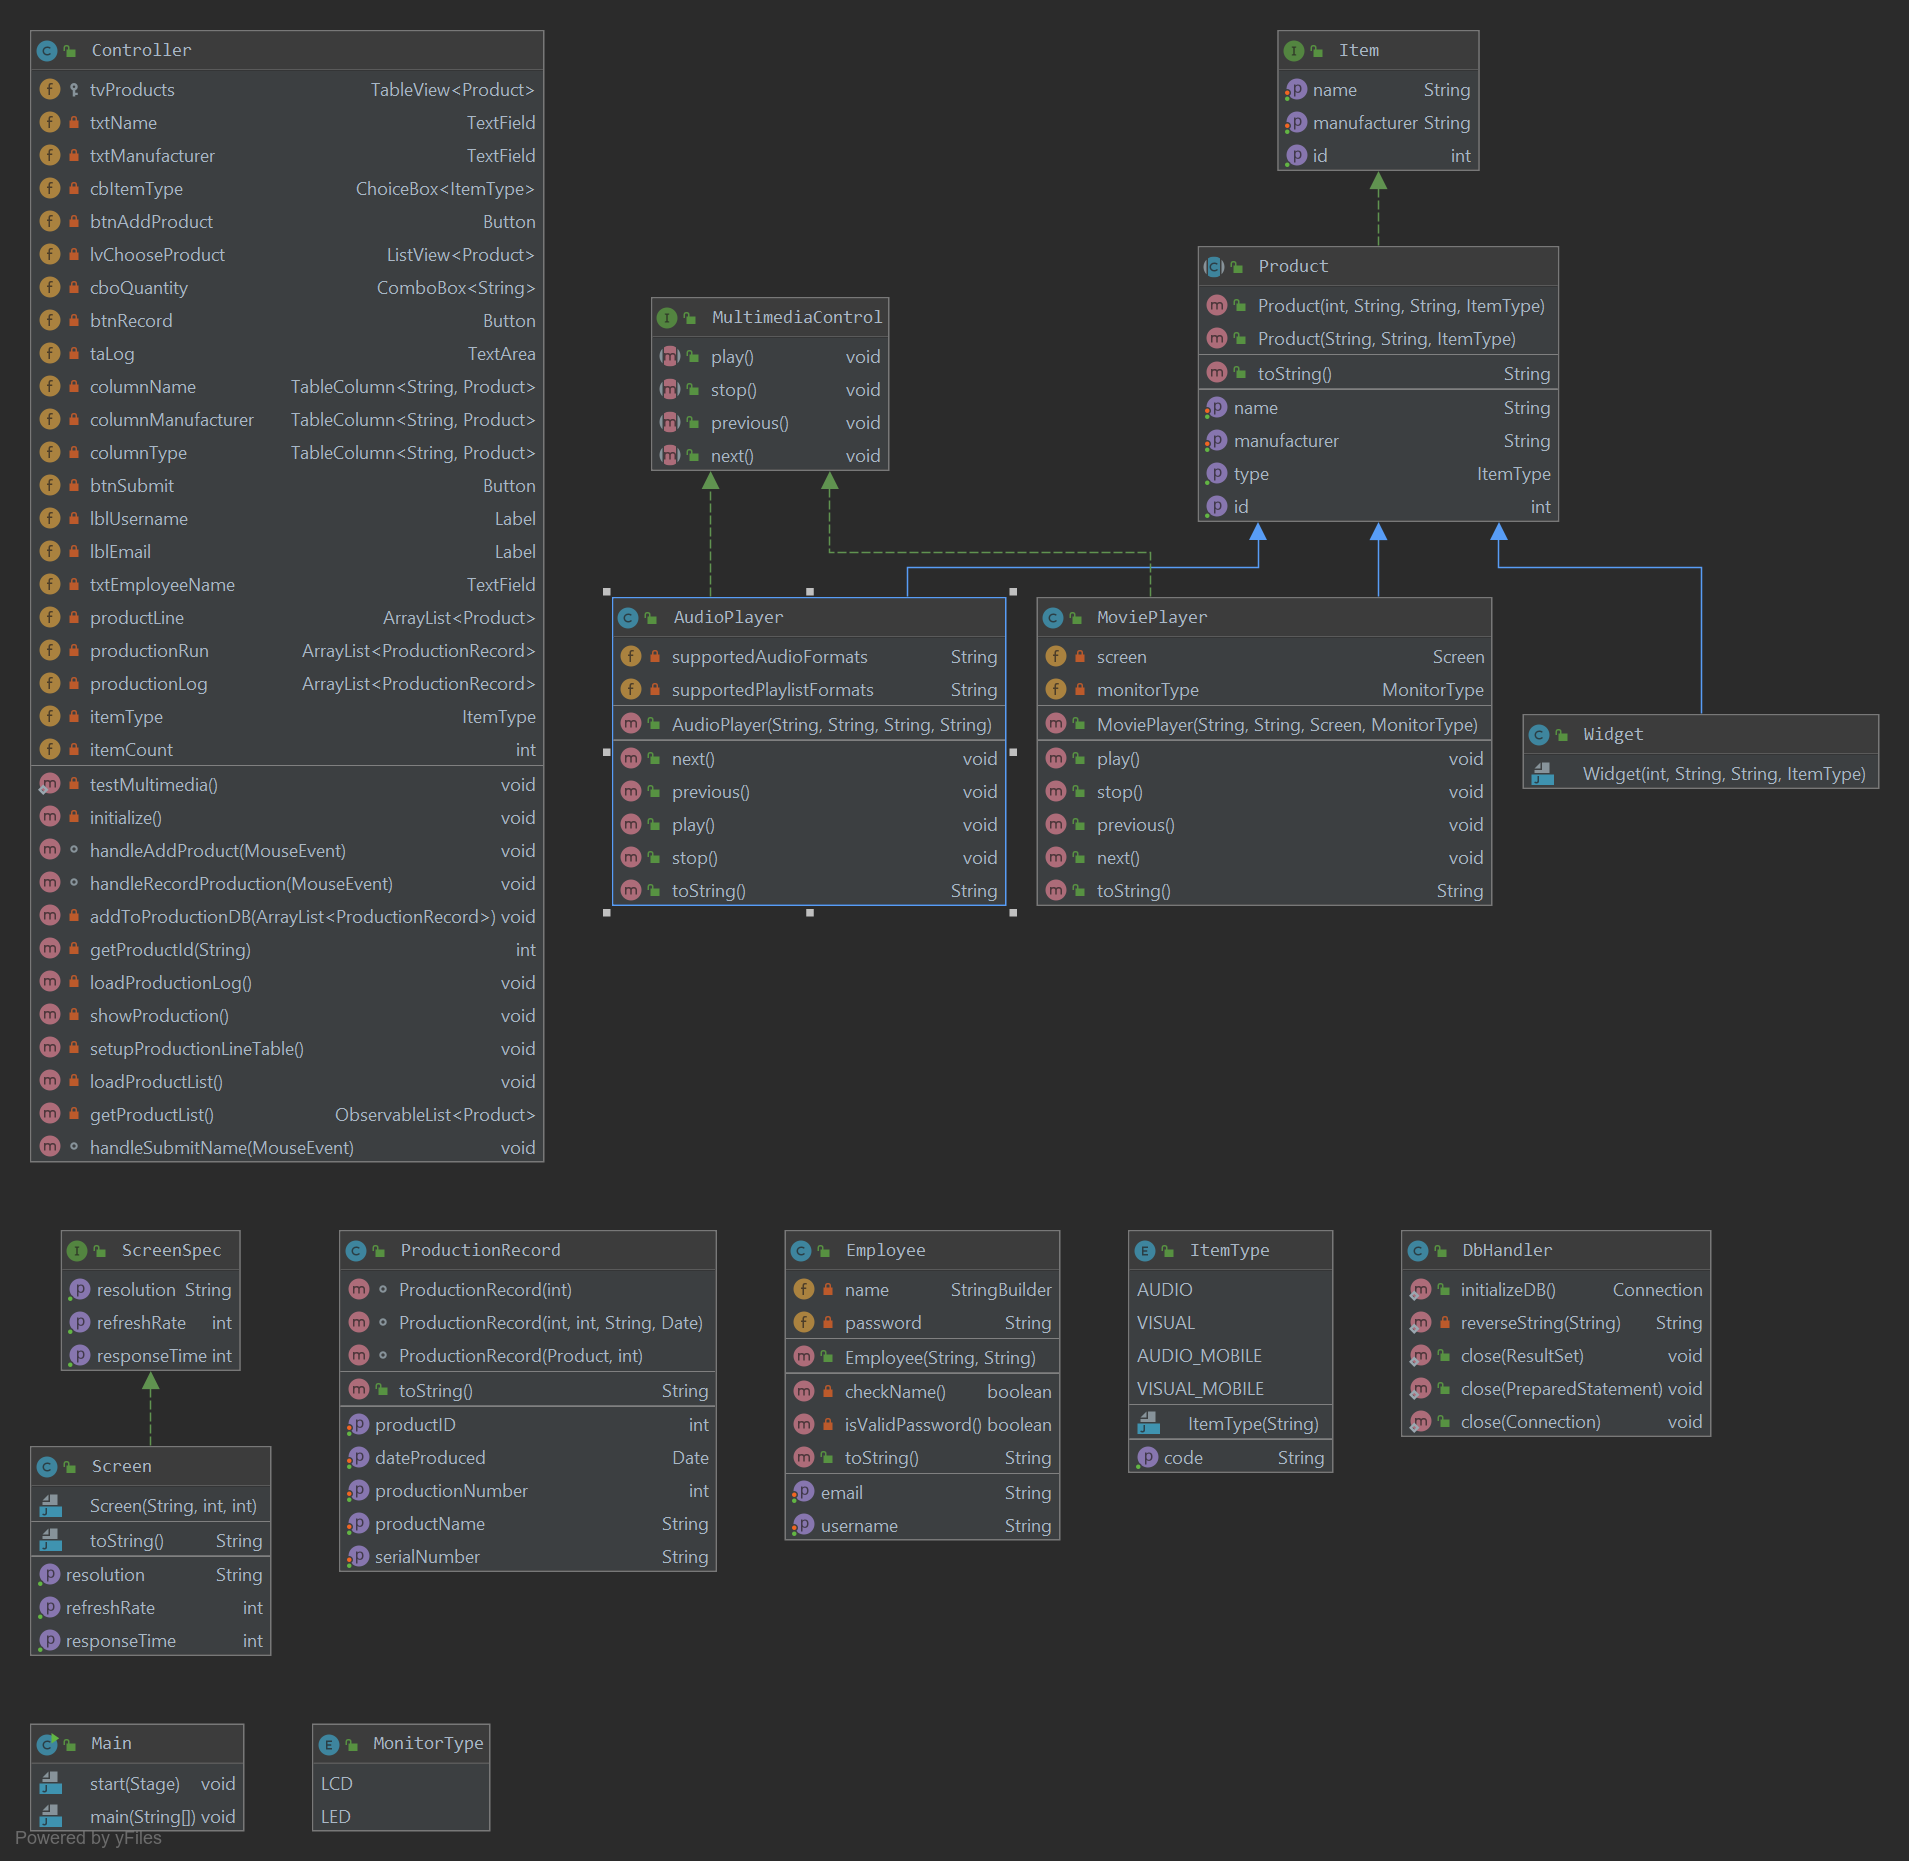 Controller
tvProducts TableView<Product>
txtName TextField
txtManufacturer TextField
cbItemType ChoiceBox<ItemType>
btnAddProduct Button
lvChooseProduct ListView<Product>
cboQuantity ComboBox<String>
btnRecord Button
taLog TextArea
columnName TableColumn<String, Product>
columnManufacturer TableColumn<String, Product>
columnType TableColumn<String, Product>
btnSubmit Button
lblUsername Label
lblEmail Label
txtEmployeeName TextField
productLine ArrayList<Product>
productionRun ArrayList<ProductionRecord>
productionLog ArrayList<ProductionRecord>
itemType ItemType
itemCount int
testMultimedia() void
initialize() void
handleAddProduct(MouseEvent) void
handleRecordProduction(MouseEvent) void
addToProductionDB(ArrayList<ProductionRecord>) void
getProductId(String) int
loadProductionLog() void
showProduction() void
setupProductionLineTable() void
loadProductList() void
getProductList() ObservableList<Product>
handleSubmitName(MouseEvent) void
Item
name String
manufacturer String
id int
Product
Product(int, String, String, ItemType)
Product(String, String, ItemType)
toString() String
name String
manufacturer String
type ItemType
id int
MultimediaControl
play() void
stop() void
previous() void
next() void
AudioPlayer
supportedAudioFormats String
supportedPlaylistFormats String
AudioPlayer(String, String, String, String)
next() void
previous() void
play() void
stop() void
toString() String
MoviePlayer
screen Screen
monitorType MonitorType
MoviePlayer(String, String, Screen, MonitorType)
play() void
stop() void
previous() void
next() void
toString() String
Widget
Widget(int, String, String, ItemType)
ScreenSpec
resolution String
refreshRate int
responseTime int
Screen
Screen(String, int, int)
toString() String
resolution String
refreshRate int
responseTime int
ProductionRecord
ProductionRecord(int)
ProductionRecord(int, int, String, Date)
ProductionRecord(Product, int)
toString() String
productID int
dateProduced Date
productionNumber int
productName String
serialNumber String
Employee
name StringBuilder
password String
Employee(String, String)
checkName() boolean
isValidPassword() boolean
toString() String
email String
username String
ItemType
AUDIO
VISUAL
AUDIO_MOBILE
VISUAL_MOBILE
ItemType(String)
code String
DbHandler
initializeDB() Connection
reverseString(String) String
close(ResultSet) void
close(PreparedStatement) void
close(Connection) void
Main
start(Stage) void
main(String[]) void
MonitorType
LCD
LED
Powered by yFiles